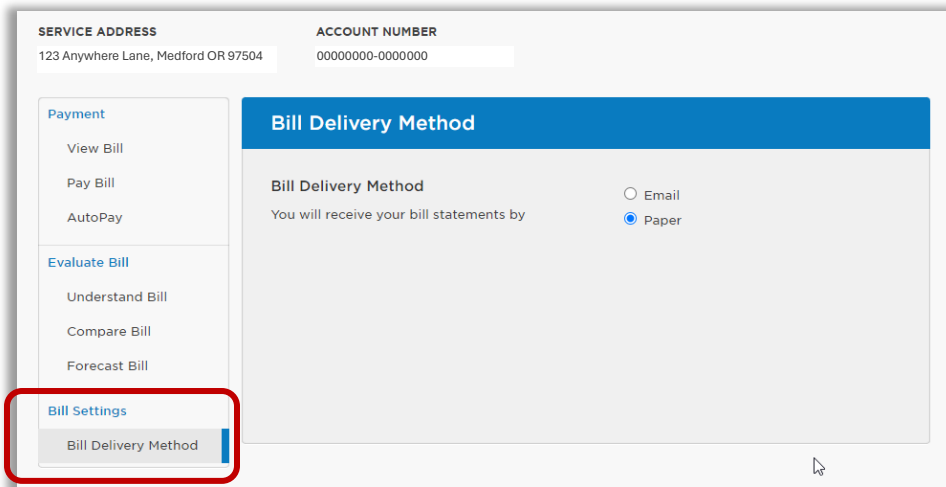 SERVICE ADDRESS
ACCOUNT NUMBER
123 Anywhere Lane, Medford OR 97504
00000000-0000000
Payment
View Bill
Pay Bill
AutoPay
Evaluate Bill
Understand Bill
Compare Bill
Forecast Bill
Bill Settings
Bill Delivery Method
Bill Delivery Method
Bill Delivery Method
You will receive your bill statements by
Email
Paper